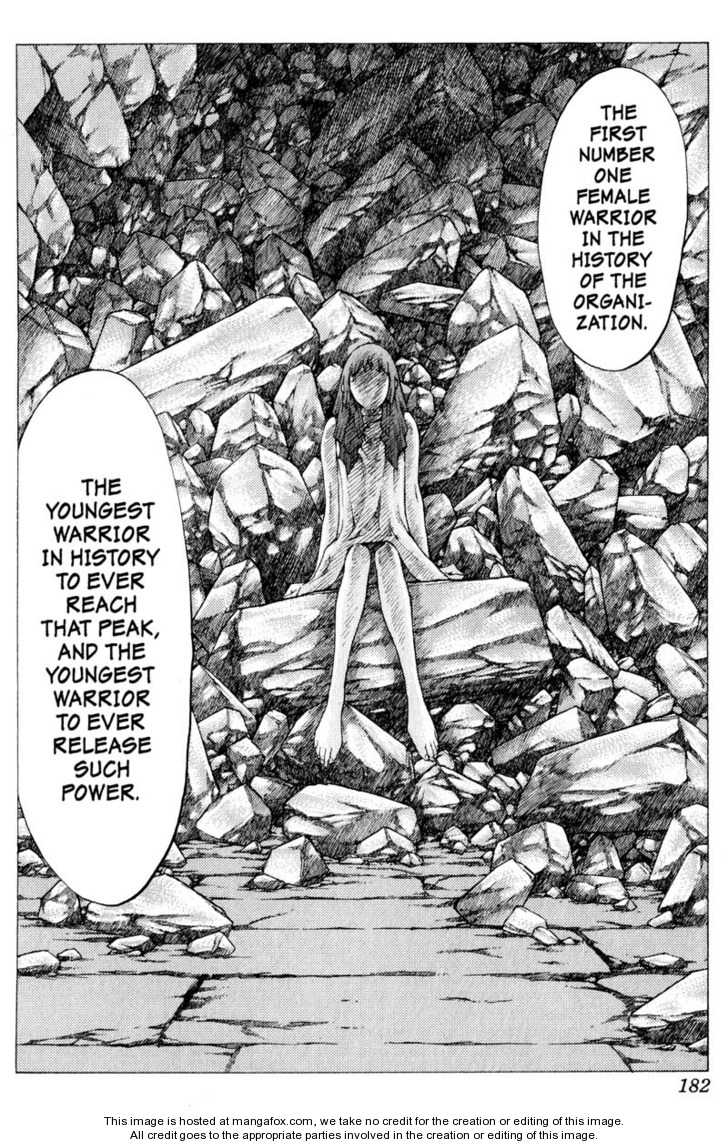 THE
FIRST
NUMBER
ONE
FEMALE
WARRIOR
IN THE
HISTORY
OF THE
ORGANI-
ZATION.
THE
YOUNGEST
WARRIOR
IN HISTORY
TO EVER
REACH
THAT PEAK,
AND THE
YOUNGEST
WARRIOR
TO EVER
RELEASE
SUCH
POWER.
182
This image is hosted at mangafox.com, we take no credit for the creation or editing of this image.
All credit goes to the appropriate parties involved in the creation or editing of this image.